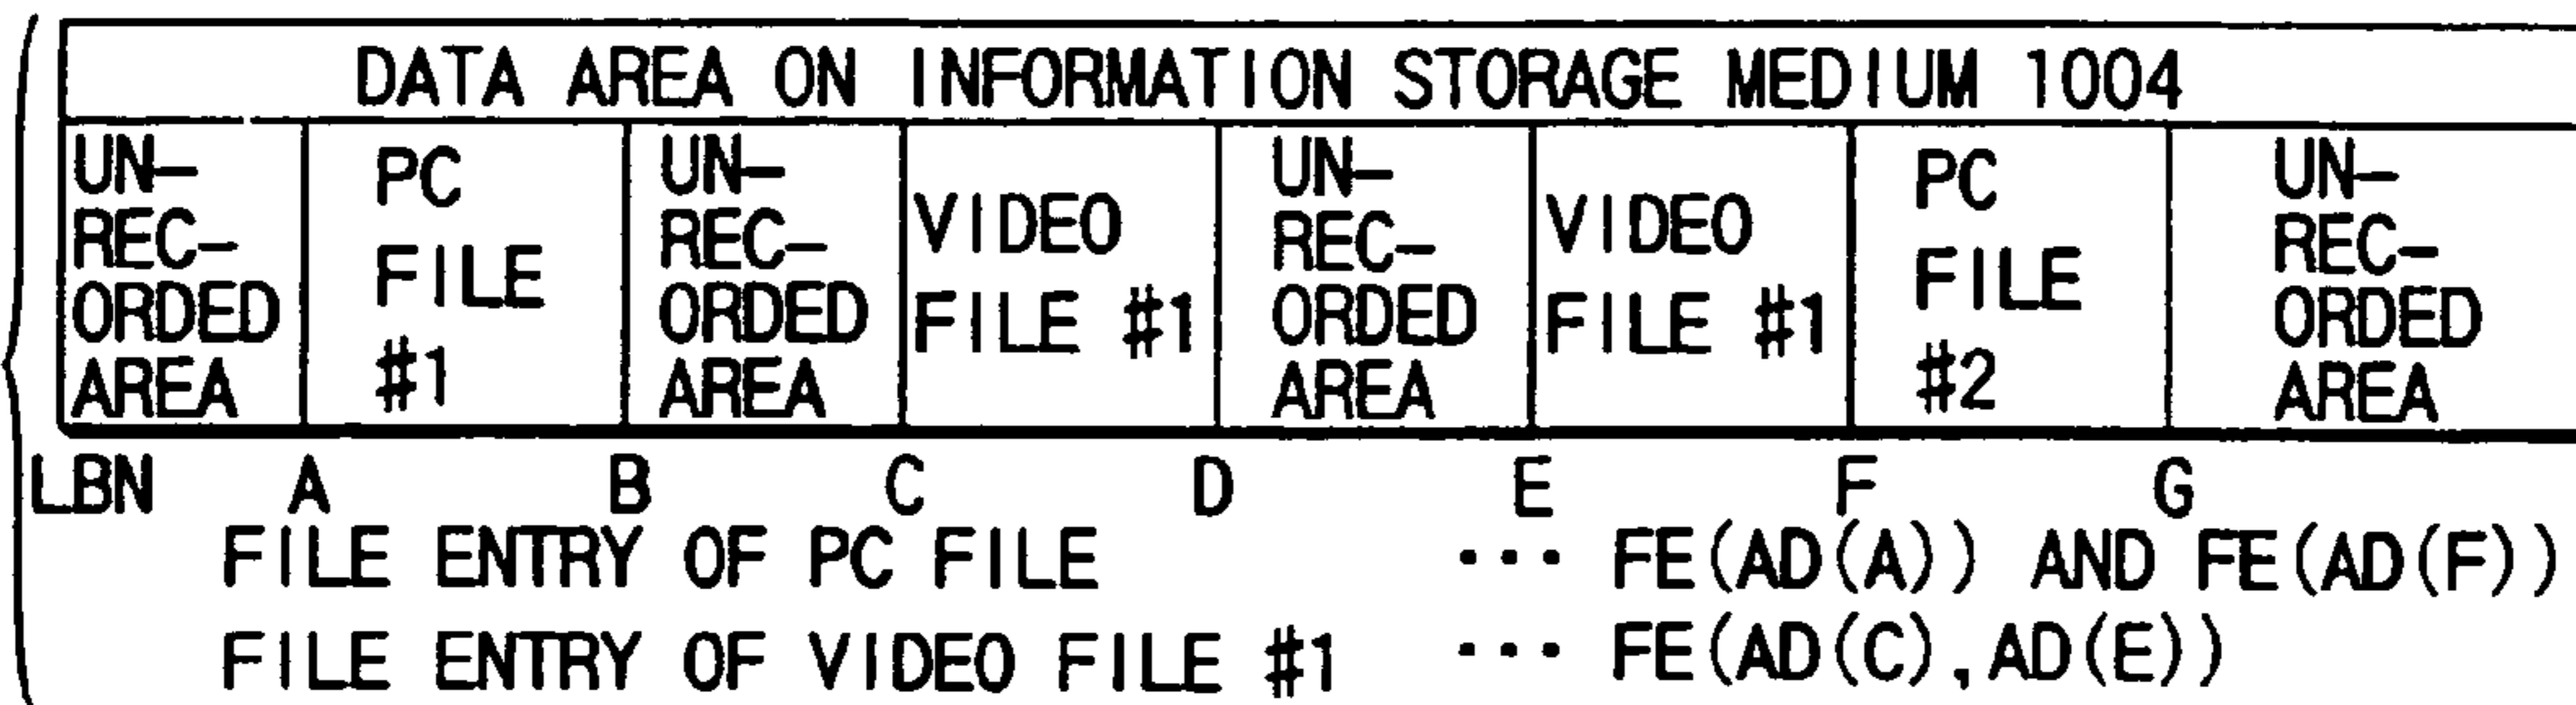 DATA AREA ON INFORMATION STORAGE MEDIUM 1004
UN-
REC-
ORDED
AREA
PC
FILE
#1
UN-
REC-
ORDED
AREA
VIDEO
FILE #1
UN-
REC-
ORDED
AREA
VIDEO
FILE #1
PC
FILE
#2
UN-
REC-
ORDED
AREA
LBN A B C D E F G
FILE ENTRY OF PC FILE ··· FE(AD(A)) AND FE(AD(F))
FILE ENTRY OF VIDEO FILE #1 ··· FE(AD(C),AD(E))